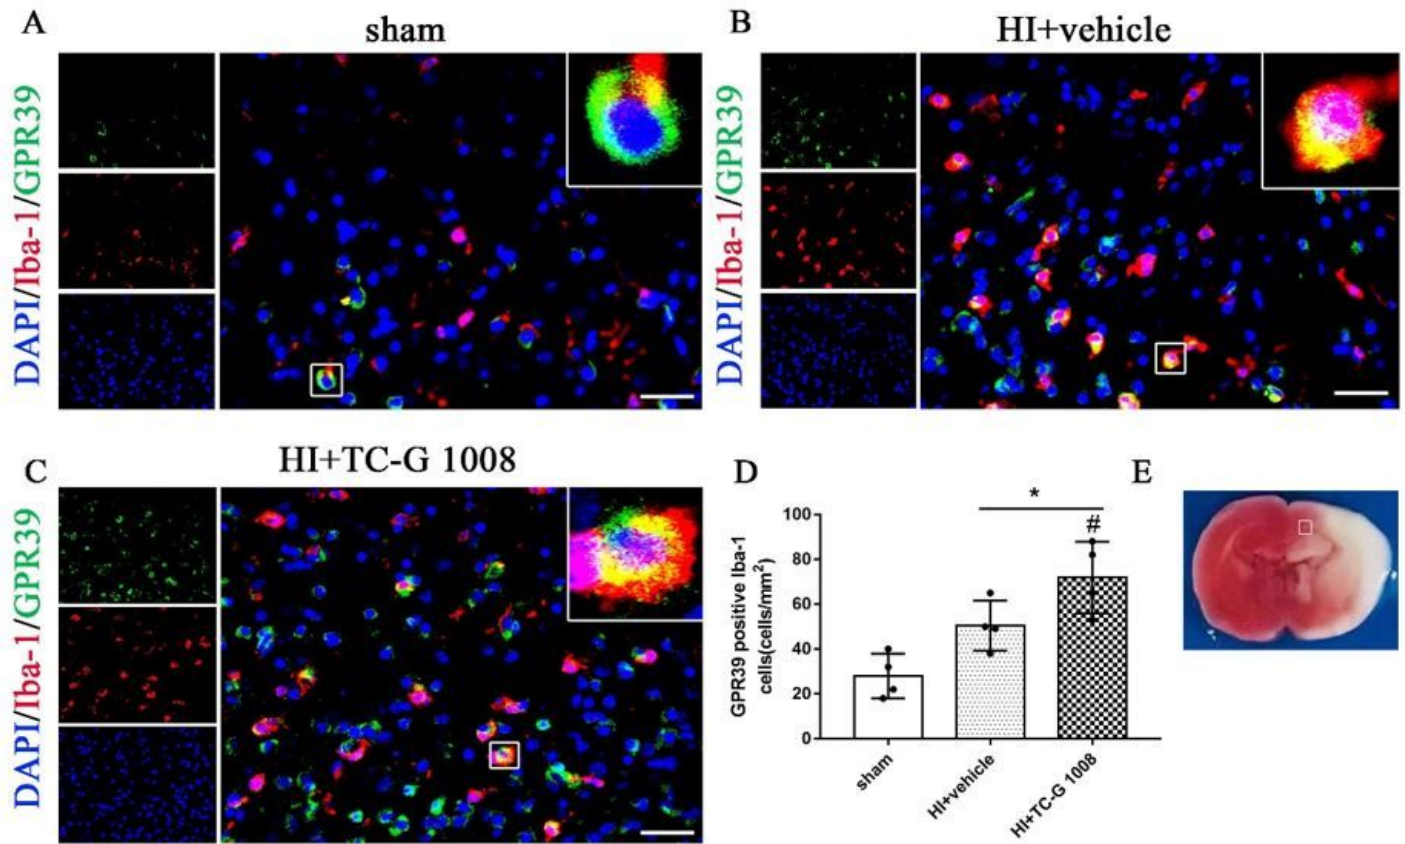 A
sham
DAPI/Iba-1/GPR39
B
HI+vehicle
DAPI/Iba-1/GPR39
C
HI+TC-G 1008
DAPI/Iba-1/GPR39
D
*
#
GPR39 positive Iba-1
cells(cells/mm²)
100
80
60
40
20
0
sham
HI+vehicle
HI+TC-G 1008
E